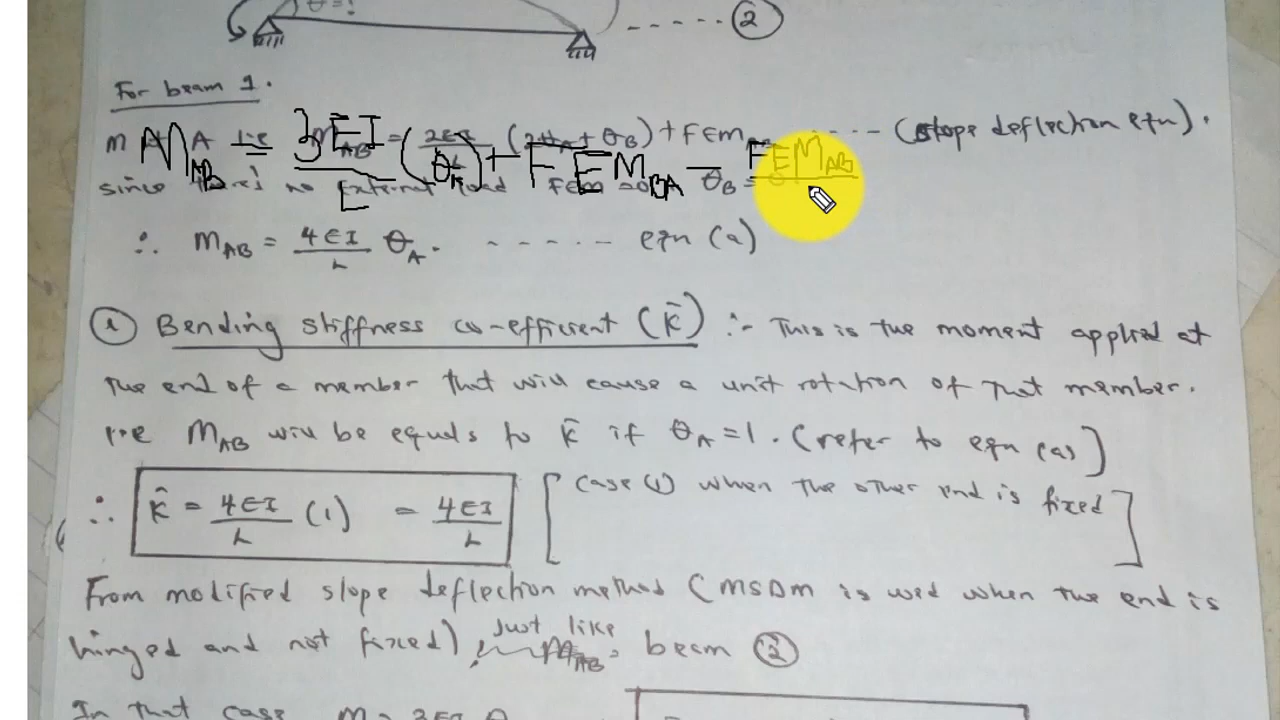 θ=? ----- ②
For beam 1.
M_AB = 3EI/L (θ_A) + FEM_BA - FEM_AB
(2θ_A + θ_B) + FEM ---- (slope deflection eqn).
since no External load FEM = 0 θ_B =
∴ M_AB = 4EI/L θ_A. ------ eqn (a)
① Bending stiffness co-efficient (K̄) :- This is the moment applied at
the end of a member that will cause a unit rotation of that member.
i.e M_AB will be equals to K̄ if θ_A = 1. (refer to eqn (a))
∴ K̄ = 4EI/L (1) = 4EI/L [case (1) when the other end is fixed]
From modified slope deflection method (MSDM is used when the end is
hinged and not fixed), just like M_AB, beam ②
In that case M = 3EI θ